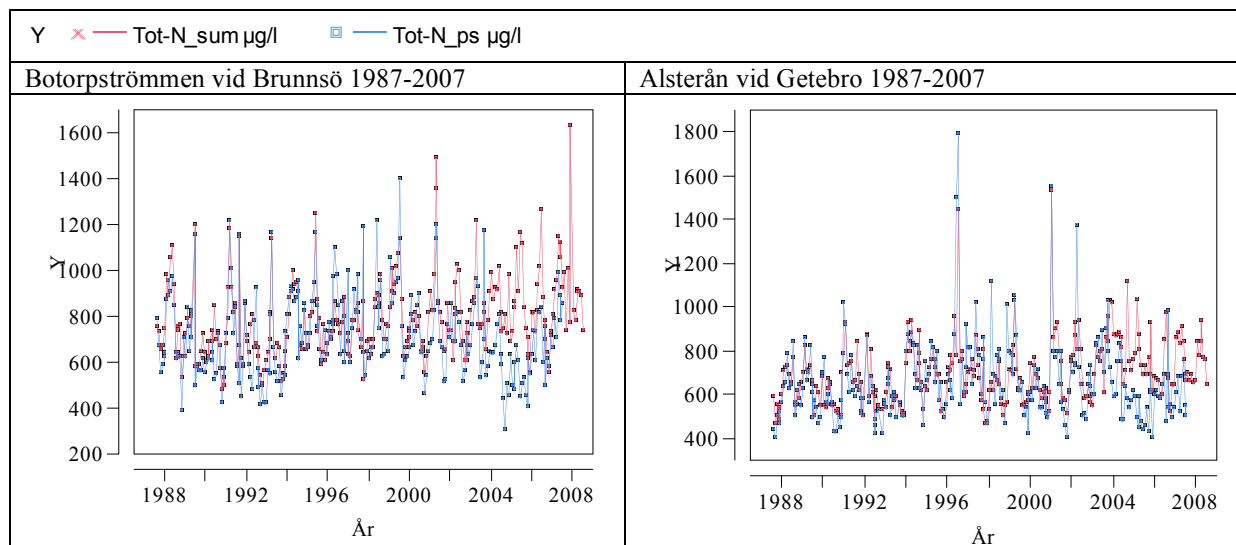 Y Tot-N_sum µg/l Tot-N_ps µg/l
Botorpströmmen vid Brunnsö 1987-2007
Alsterån vid Getebro 1987-2007
1600
1400
1200
1000
800
600
400
200
Y
1988 1992 1996 2000 2004 2008
År
1800
1600
1400
1200
1000
800
600
400
Y
1988 1992 1996 2000 2004 2008
År